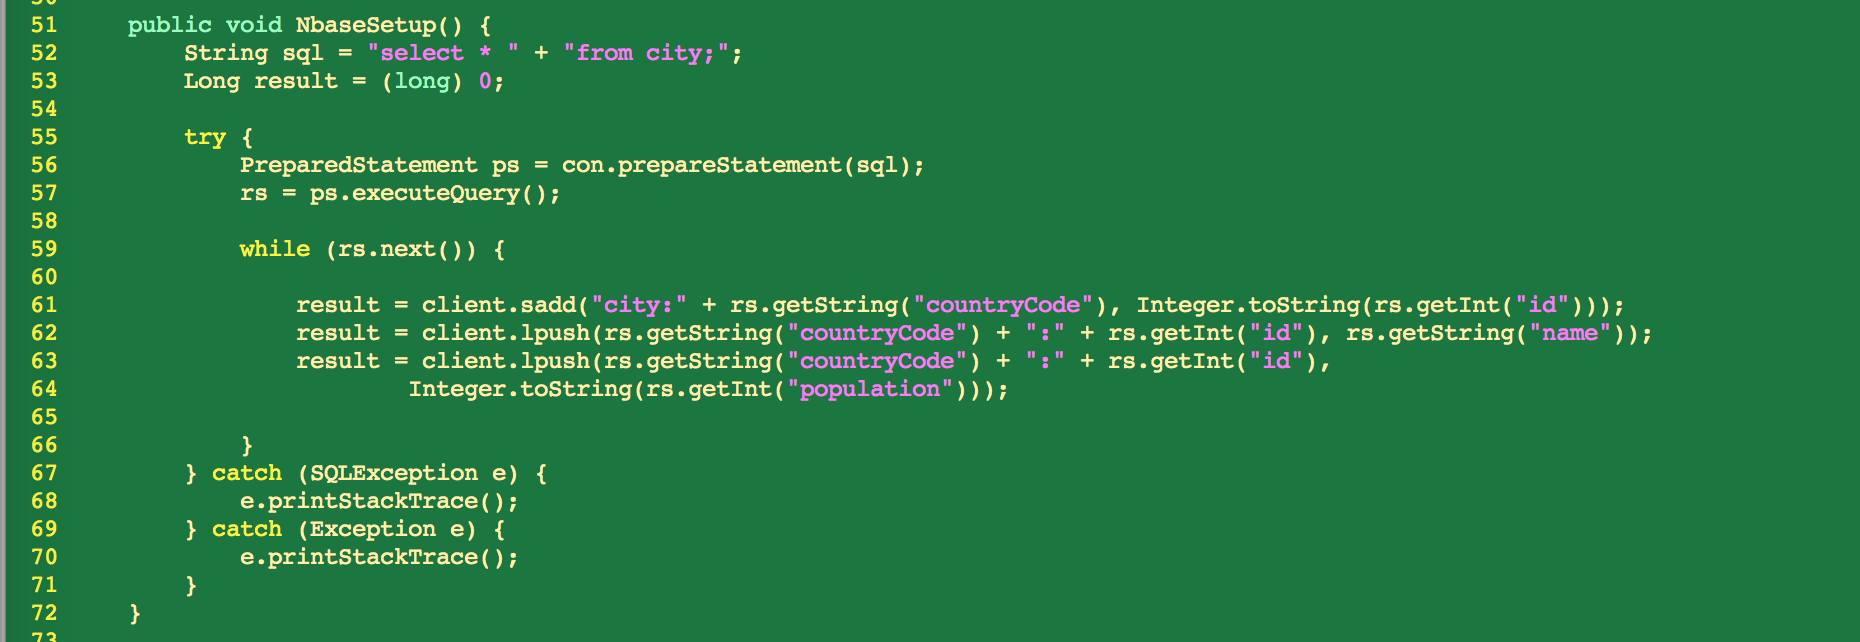 51 public void NbaseSetup() {
52 String sql = "select * " + "from city;";
53 Long result = (long) 0;
54
55 try {
56 PreparedStatement ps = con.prepareStatement(sql);
57 rs = ps.executeQuery();
58
59 while (rs.next()) {
60
61 result = client.sadd("city:" + rs.getString("countryCode"), Integer.toString(rs.getInt("id")));
62 result = client.lpush(rs.getString("countryCode") + ":" + rs.getInt("id"), rs.getString("name"));
63 result = client.lpush(rs.getString("countryCode") + ":" + rs.getInt("id"),
64 Integer.toString(rs.getInt("population")));
65
66 }
67 } catch (SQLException e) {
68 e.printStackTrace();
69 } catch (Exception e) {
70 e.printStackTrace();
71 }
72 }
73